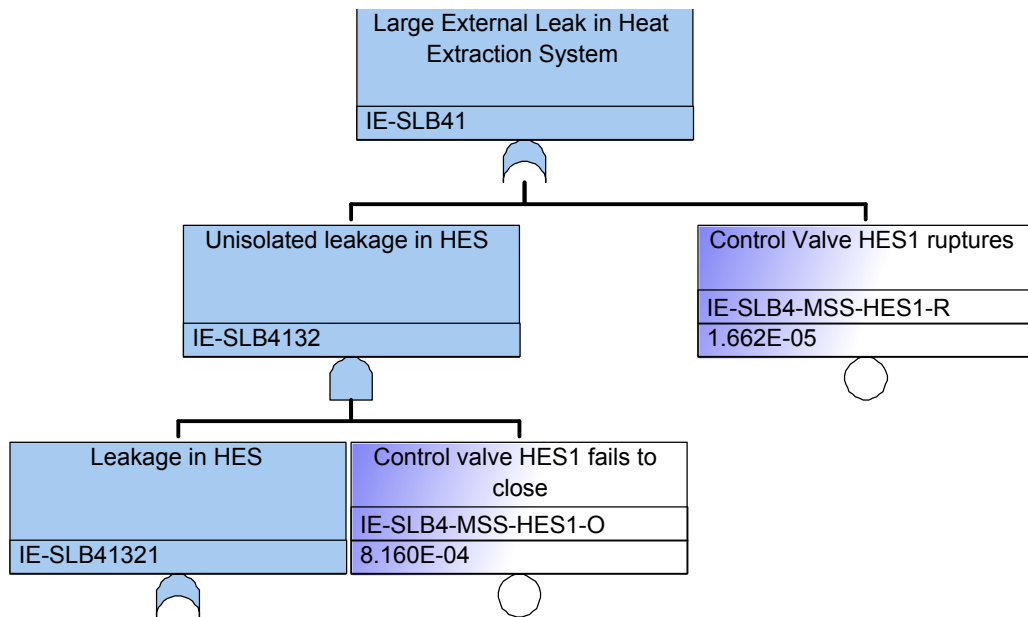 Large External Leak in Heat
Extraction System
IE-SLB41
Unisolated leakage in HES
IE-SLB4132
Control Valve HES1 ruptures
IE-SLB4-MSS-HES1-R
1.662E-05
Leakage in HES
IE-SLB41321
Control valve HES1 fails to
close
IE-SLB4-MSS-HES1-O
8.160E-04